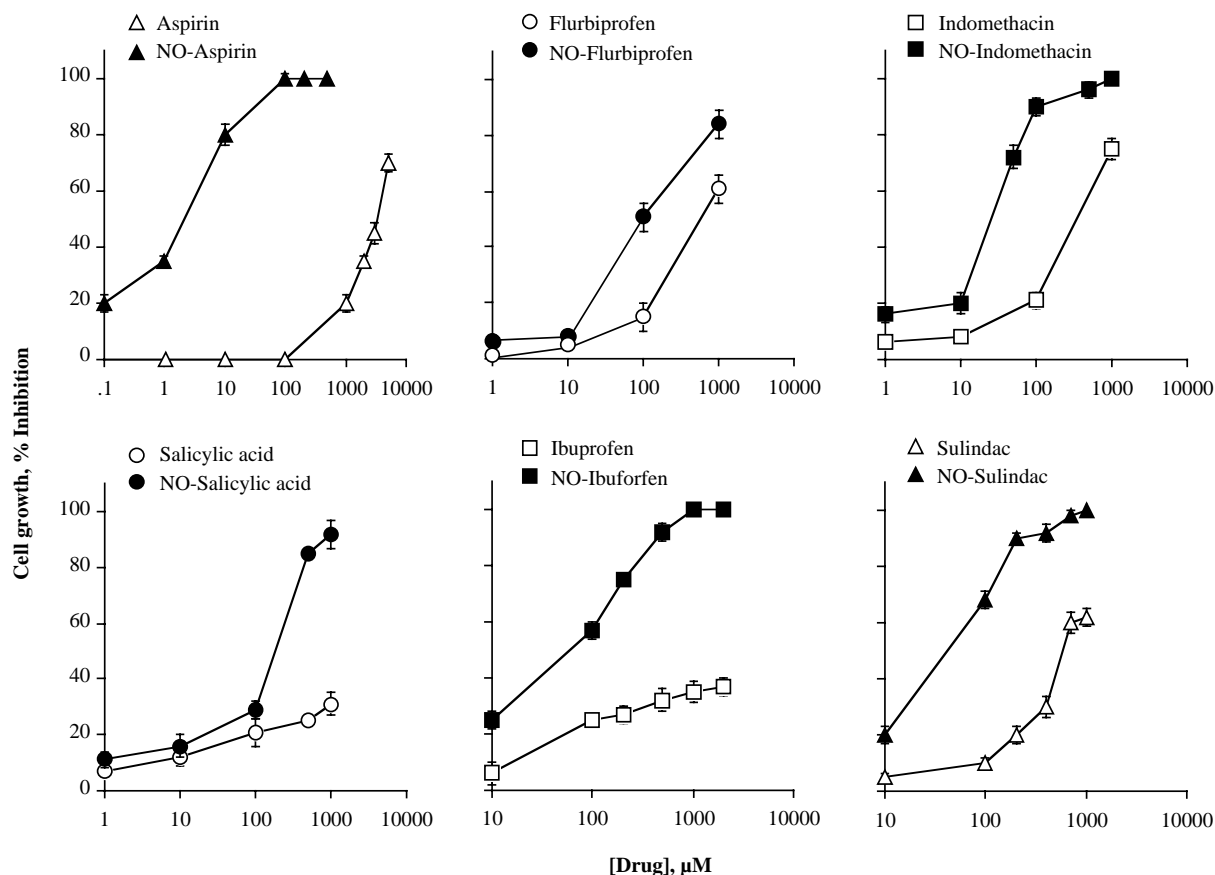 Aspirin
NO-Aspirin
Flurbiprofen
NO-Flurbiprofen
Indomethacin
NO-Indomethacin
100
80
60
40
20
0
.1 1 10 100 1000 10000
1 10 100 1000 10000
1 10 100 1000 10000
Cell growth, % Inhibition
Salicylic acid
NO-Salicylic acid
Ibuprofen
NO-Ibuforfen
Sulindac
NO-Sulindac
100
80
60
40
20
0
1 10 100 1000 10000
10 100 1000 10000
10 100 1000 10000
[Drug], µM